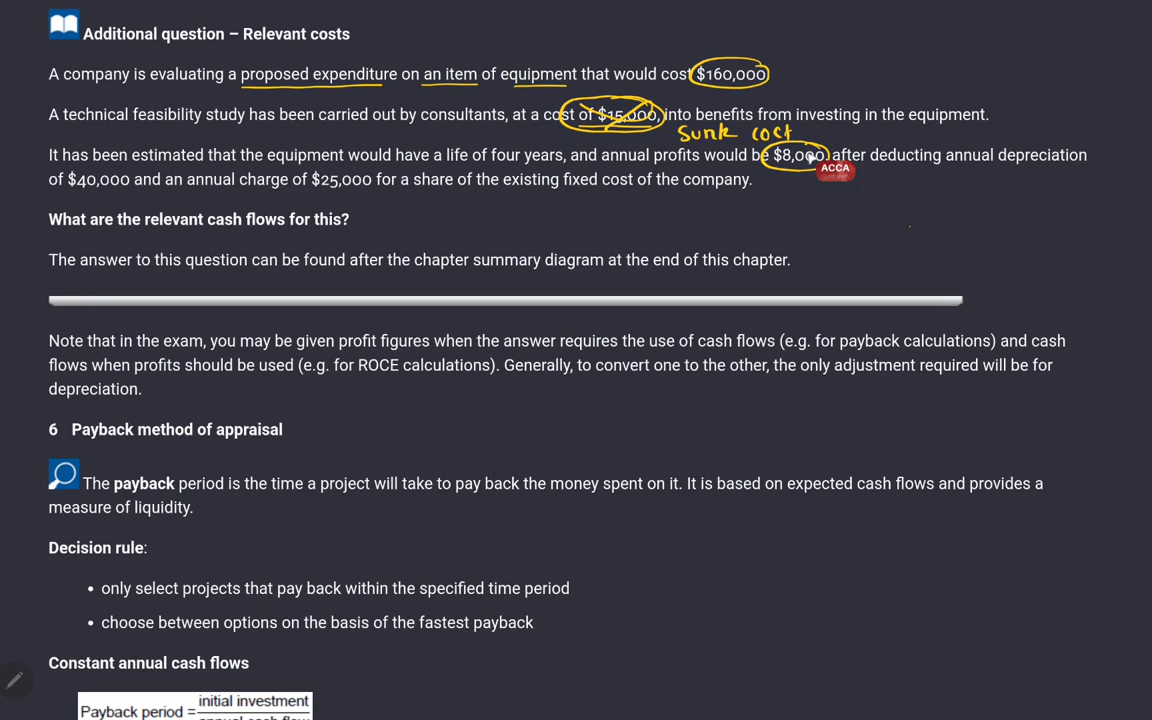 Additional question – Relevant costs
A company is evaluating a proposed expenditure on an item of equipment that would cost $160,000
A technical feasibility study has been carried out by consultants, at a cost of $15,000, into benefits from investing in the equipment.
sunk cost
It has been estimated that the equipment would have a life of four years, and annual profits would be $8,000 after deducting annual depreciation
ACCA
of $40,000 and an annual charge of $25,000 for a share of the existing fixed cost of the company.
What are the relevant cash flows for this?
The answer to this question can be found after the chapter summary diagram at the end of this chapter.
Note that in the exam, you may be given profit figures when the answer requires the use of cash flows (e.g. for payback calculations) and cash
flows when profits should be used (e.g. for ROCE calculations). Generally, to convert one to the other, the only adjustment required will be for
depreciation.
6 Payback method of appraisal
The payback period is the time a project will take to pay back the money spent on it. It is based on expected cash flows and provides a
measure of liquidity.
Decision rule:
• only select projects that pay back within the specified time period
• choose between options on the basis of the fastest payback
Constant annual cash flows
initial investment
Payback period =
annual cash flow